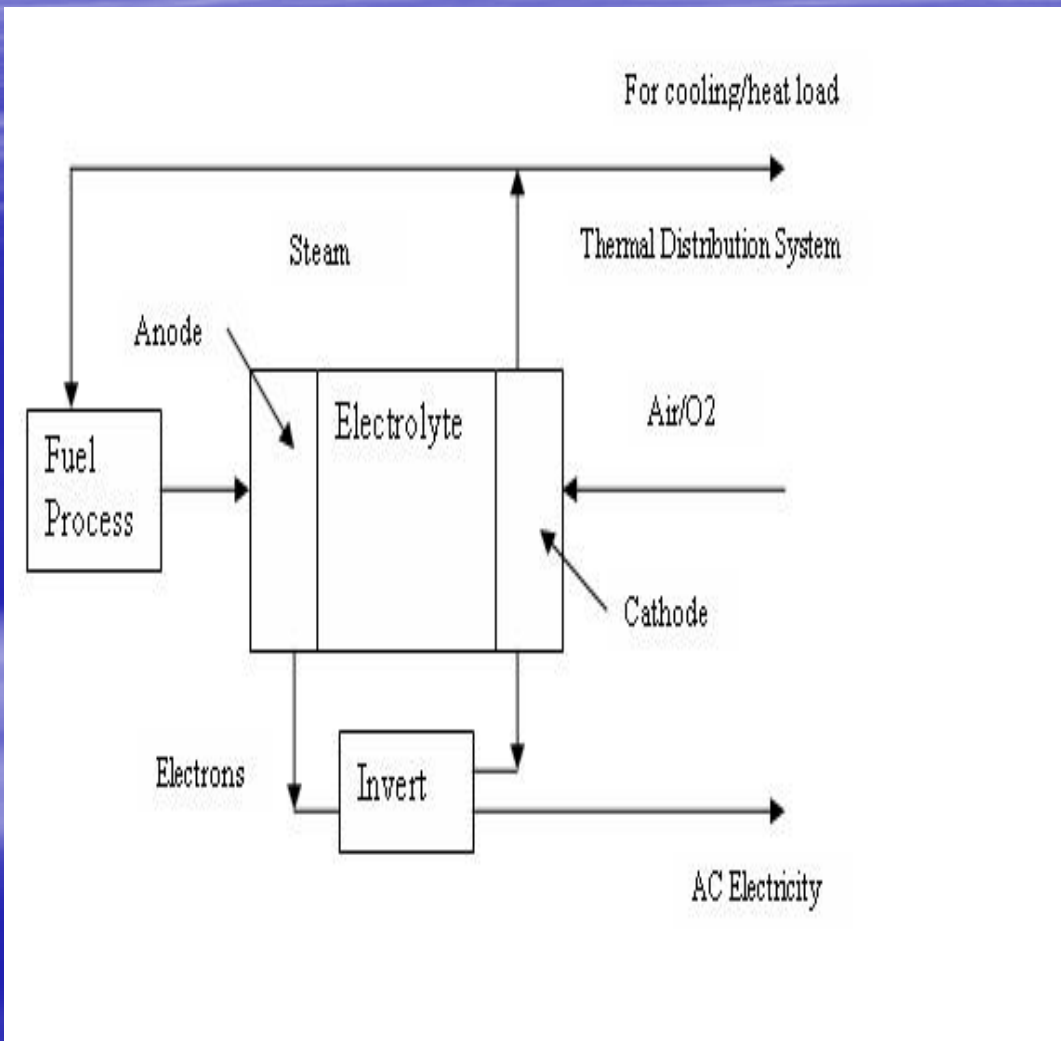 For cooling/heat load
Steam
Thermal Distribution System
Anode
Electrolyte
Air/O2
Fuel
Process
Cathode
Electrons
Invert
AC Electricity